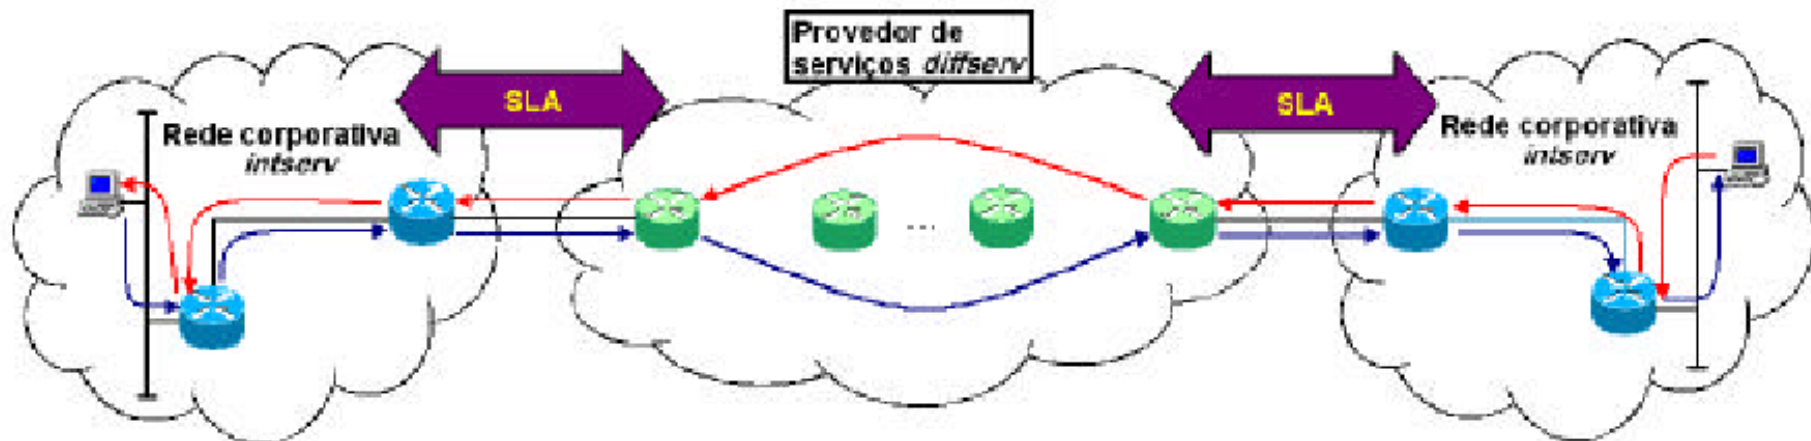 Provedor de
serviços diffserv
SLA
SLA
Rede corporativa
intserv
Rede corporativa
intserv
...